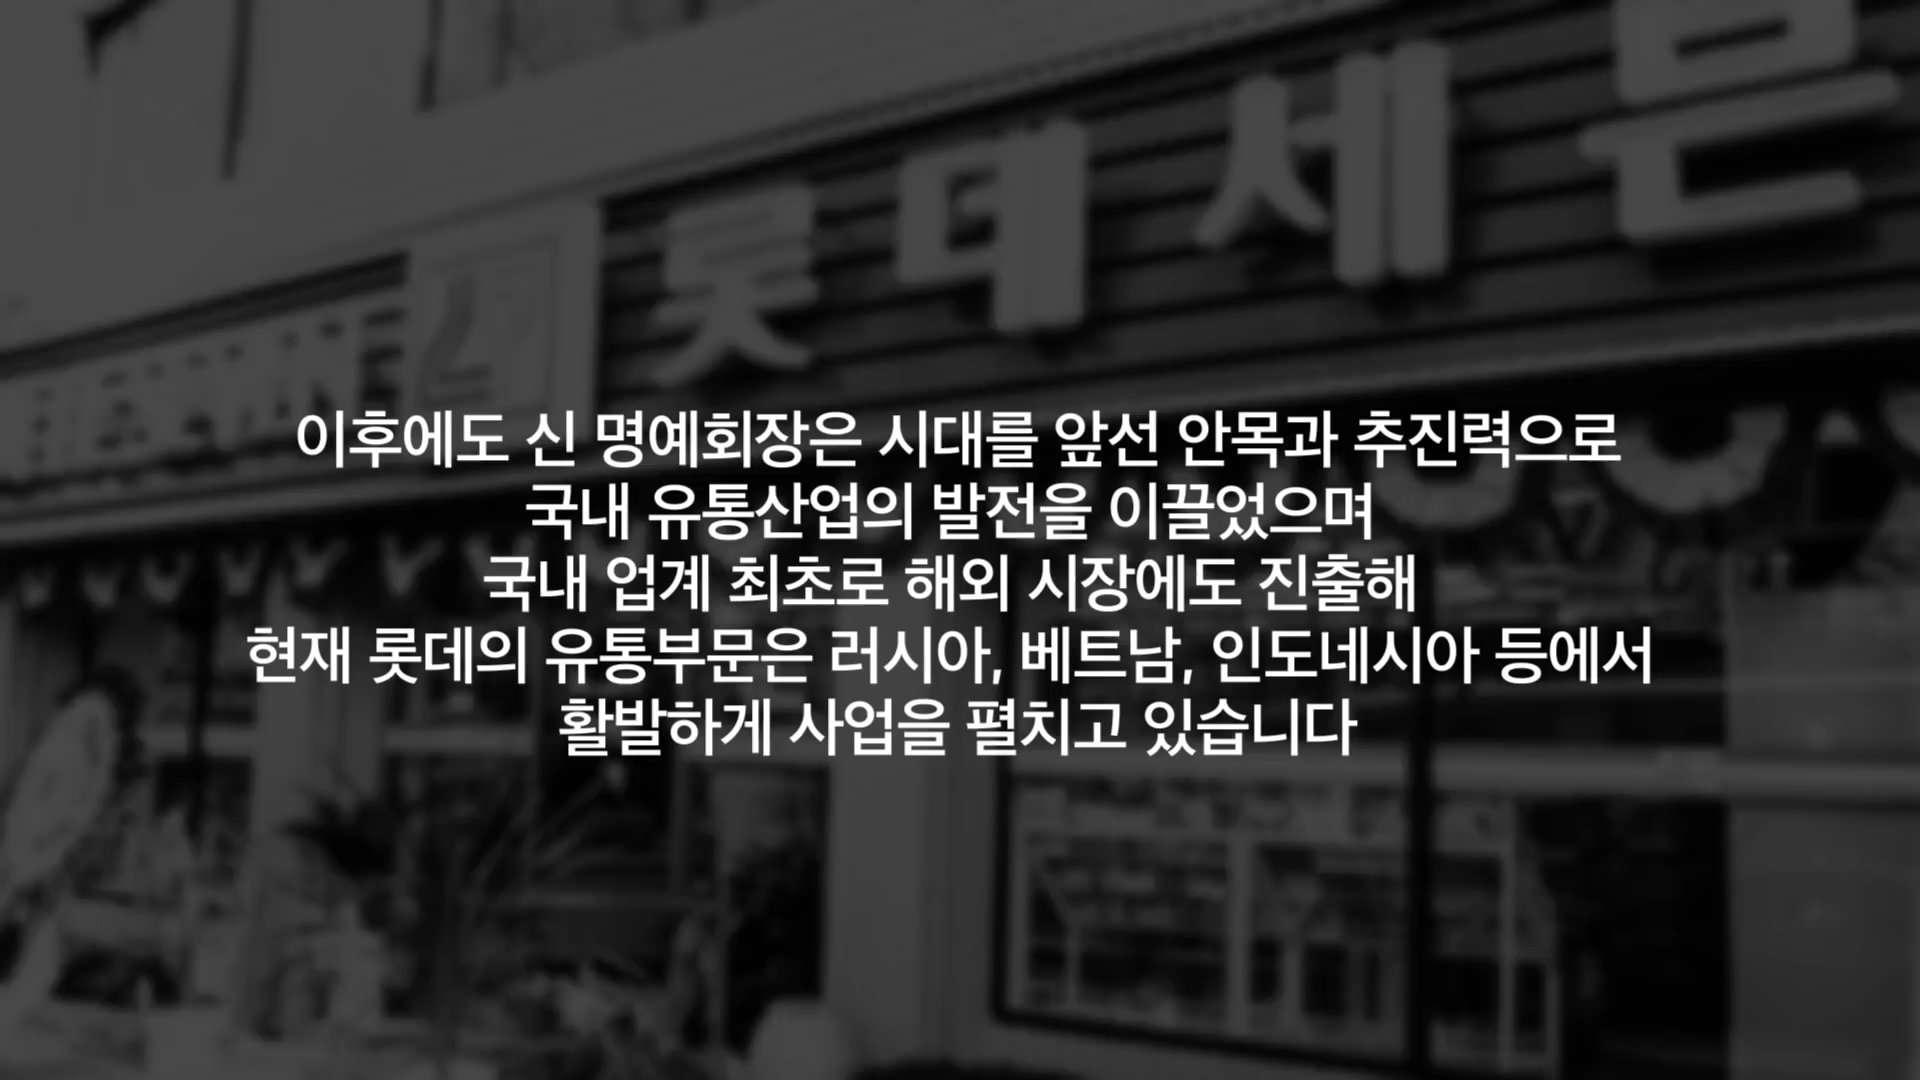 롯데세븐
이후에도 신 명예회장은 시대를 앞선 안목과 추진력으로
국내 유통산업의 발전을 이끌었으며
국내 업계 최초로 해외 시장에도 진출해
현재 롯데의 유통부문은 러시아, 베트남, 인도네시아 등에서
활발하게 사업을 펼치고 있습니다